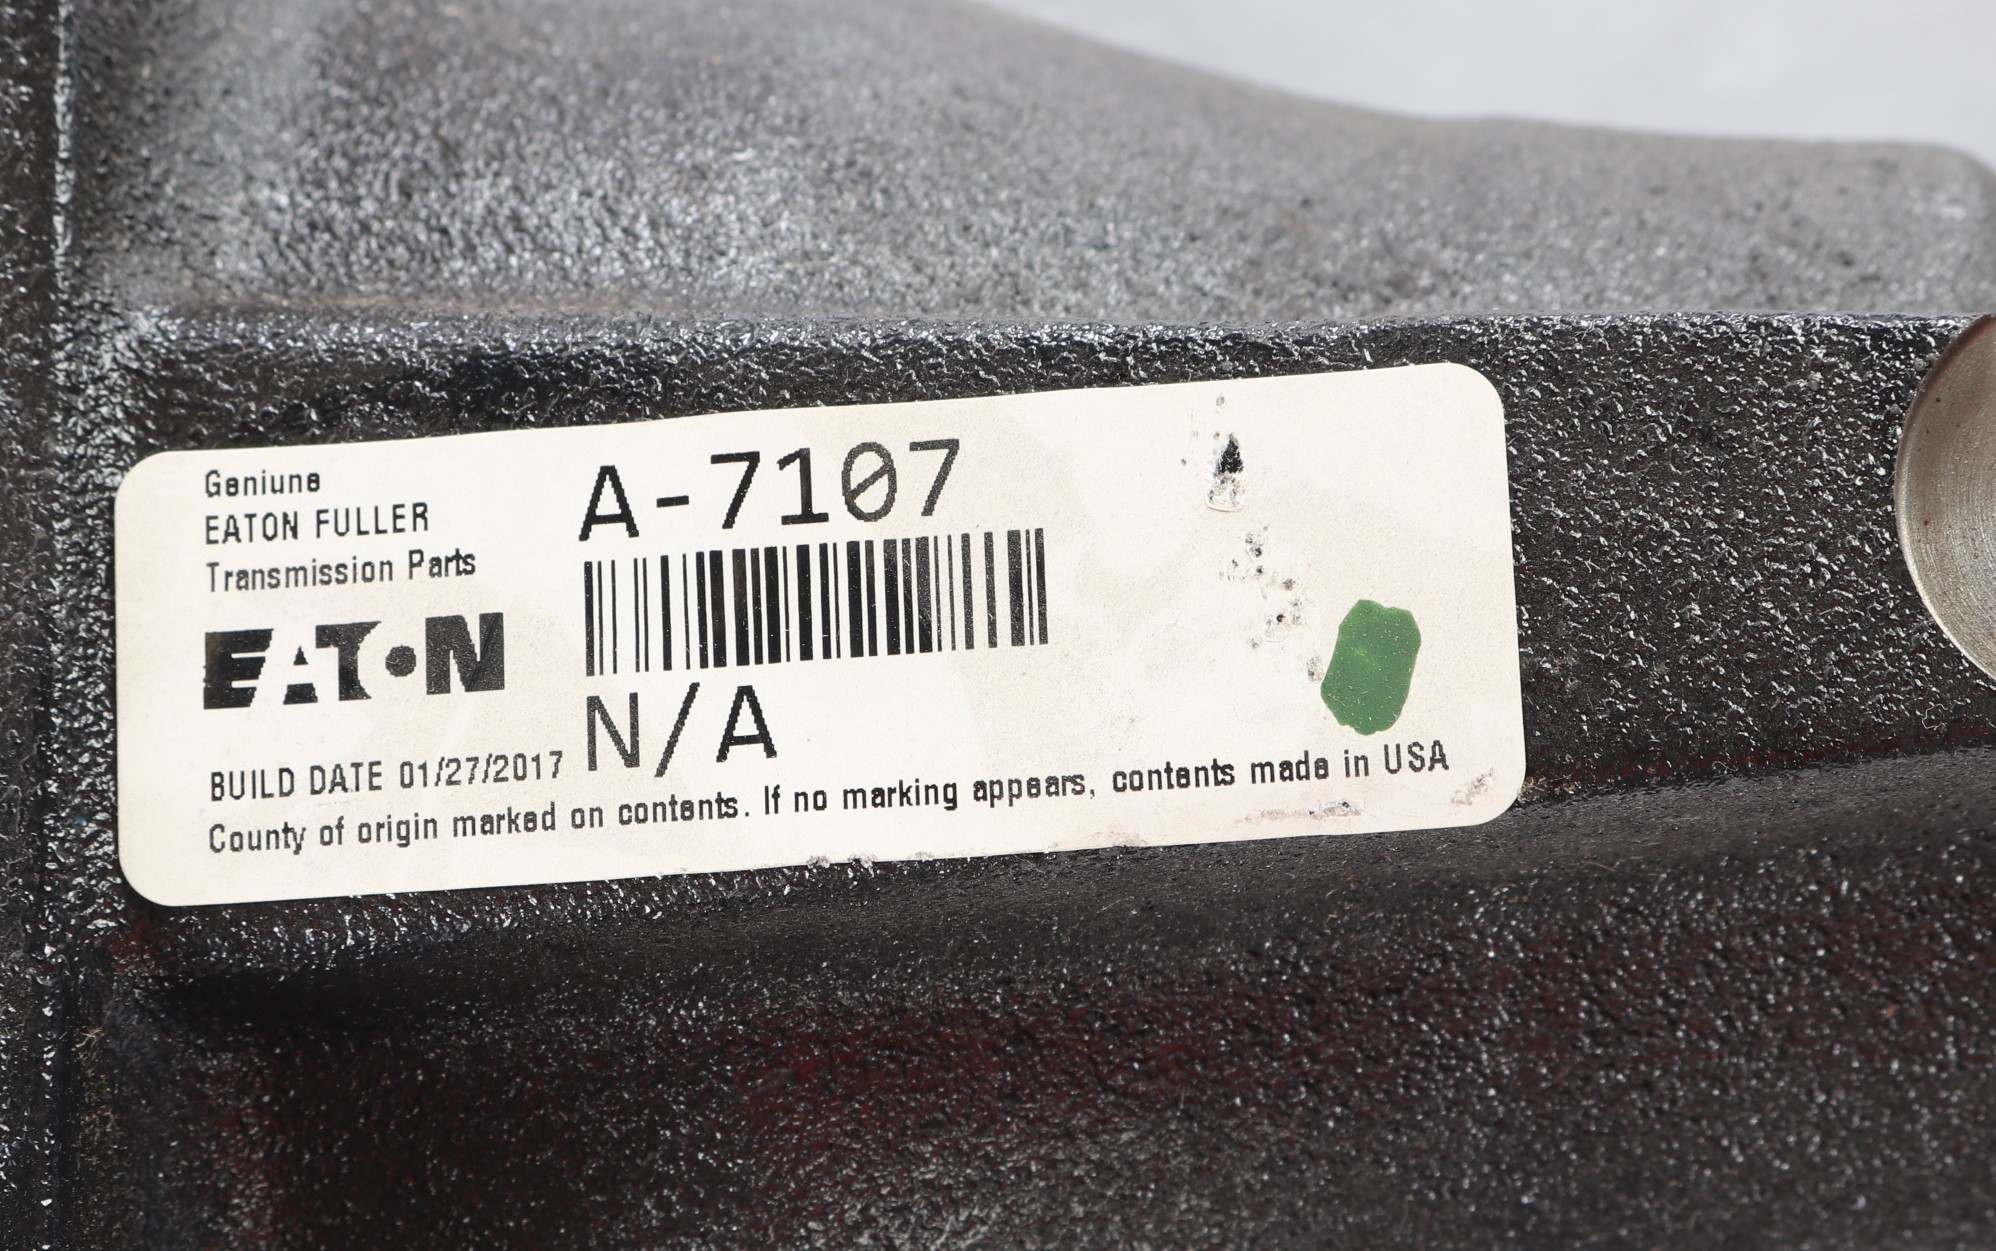 Geniune
EATON FULLER
Transmission Parts
EATON
A-7107
N/A
BUILD DATE 01/27/2017
County of origin marked on contents. If no marking appears, contents made in USA